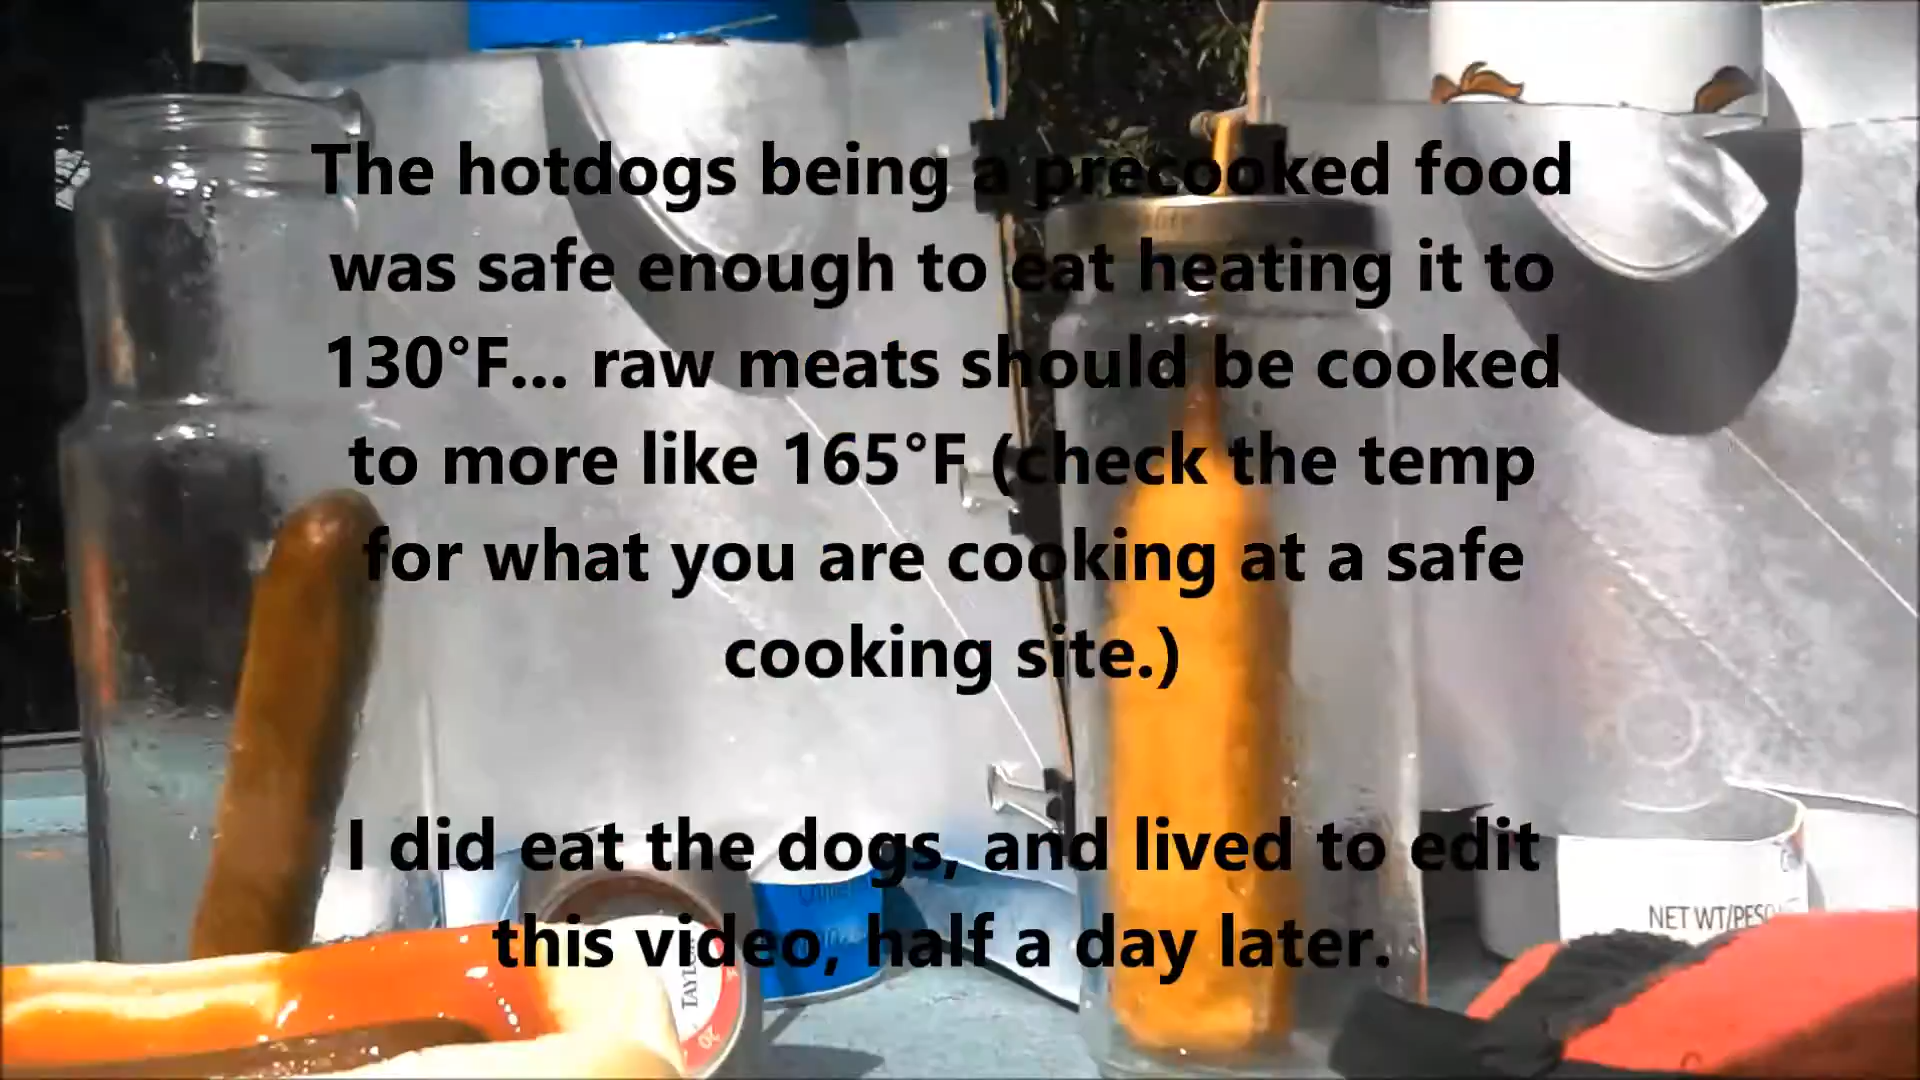 The hotdogs being a precooked food
was safe enough to eat heating it to
130°F... raw meats should be cooked
to more like 165°F (check the temp
for what you are cooking at a safe
cooking site.)
I did eat the dogs, and lived to edit
this video, half a day later.
NET WT/PESO
TAYLOR